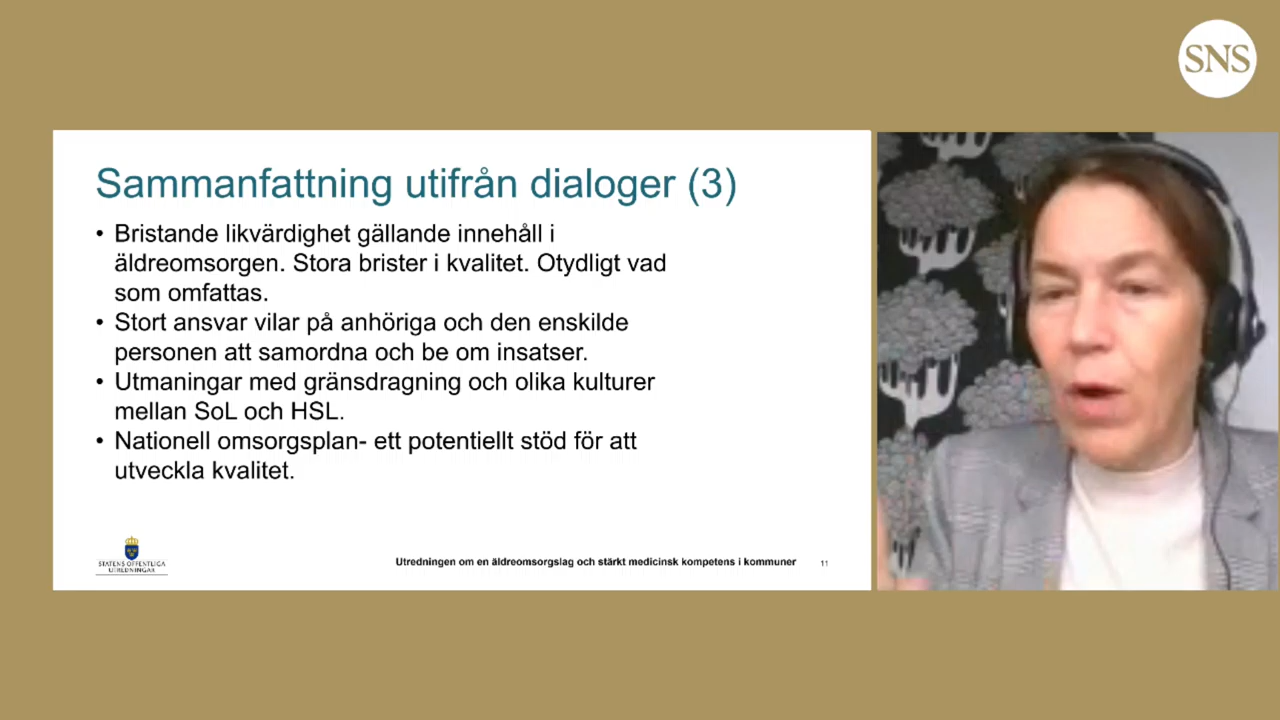 SNS
Sammanfattning utifrån dialoger (3)
• Bristande likvärdighet gällande innehåll i
äldreomsorgen. Stora brister i kvalitet. Otydligt vad
som omfattas.
• Stort ansvar vilar på anhöriga och den enskilde
personen att samordna och be om insatser.
• Utmaningar med gränsdragning och olika kulturer
mellan SoL och HSL.
• Nationell omsorgsplan- ett potentiellt stöd för att
utveckla kvalitet.
STATENS OFFENTLIGA
UTREDNINGAR
Utredningen om en äldreomsorgslag och stärkt medicinsk kompetens i kommuner
11